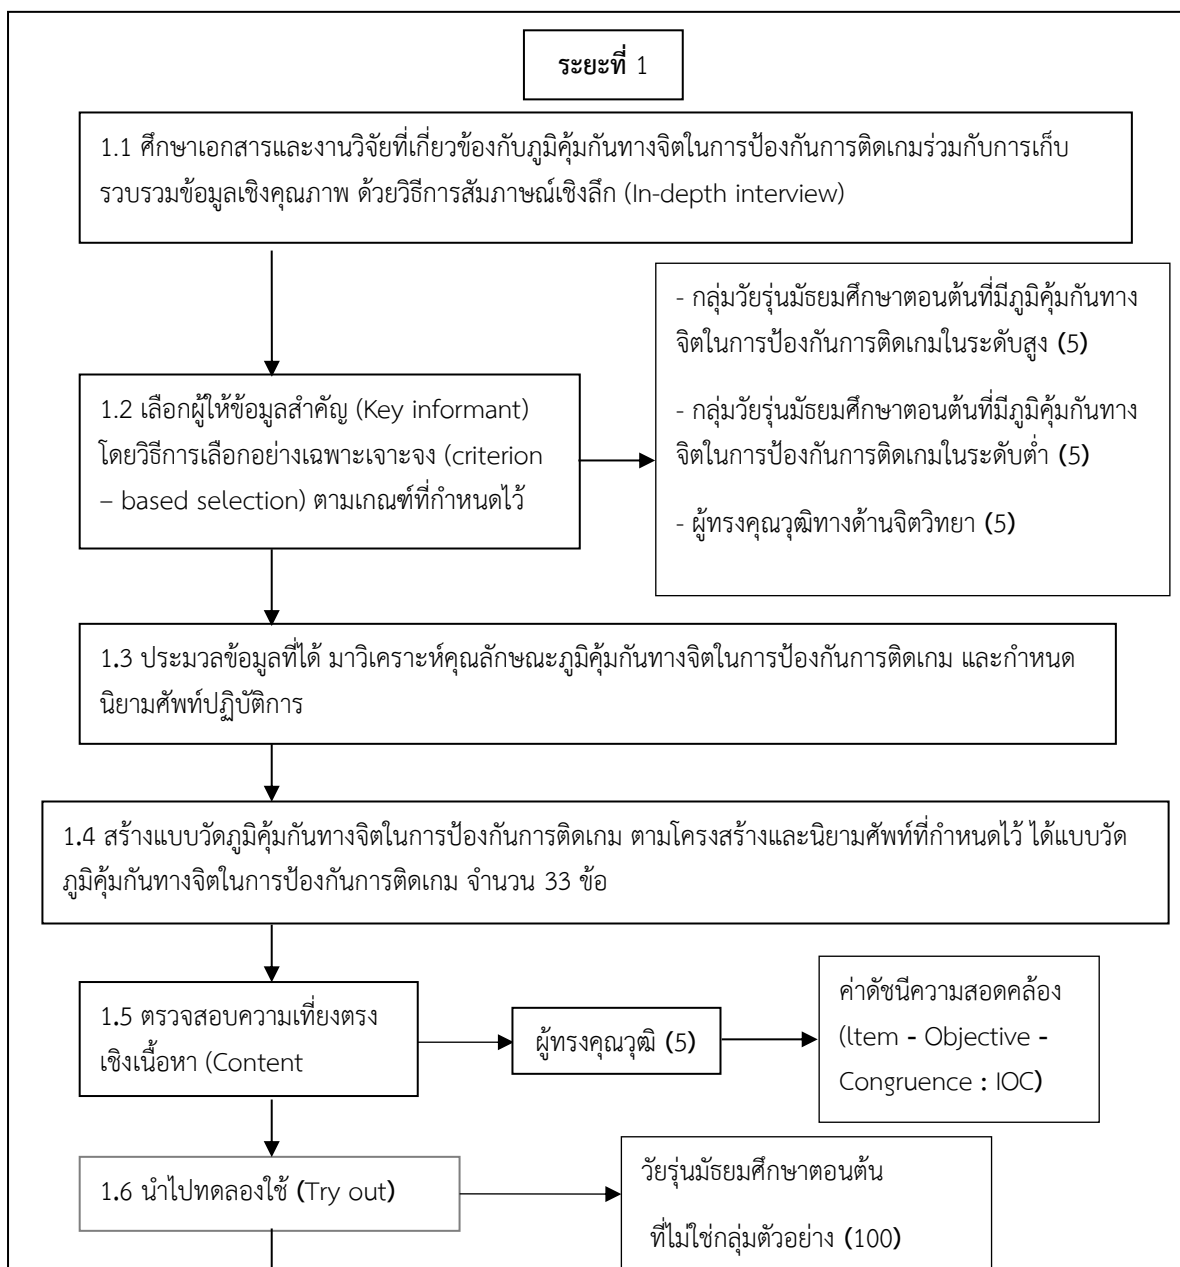 ระยะที่ 1
1.1 ศึกษาเอกสารและงานวิจัยที่เกี่ยวข้องกับภูมิคุ้มกันทางจิตในการป้องกันการติดเกมร่วมกับการเก็บ
รวบรวมข้อมูลเชิงคุณภาพ ด้วยวิธีการสัมภาษณ์เชิงลึก (In-depth interview)
- กลุ่มวัยรุ่นมัธยมศึกษาตอนต้นที่มีภูมิคุ้มกันทาง
จิตในการป้องกันการติดเกมในระดับสูง (5)
- กลุ่มวัยรุ่นมัธยมศึกษาตอนต้นที่มีภูมิคุ้มกันทาง
จิตในการป้องกันการติดเกมในระดับต่ำ (5)
- ผู้ทรงคุณวุฒิทางด้านจิตวิทยา (5)
1.2 เลือกผู้ให้ข้อมูลสำคัญ (Key informant)
โดยวิธีการเลือกอย่างเฉพาะเจาะจง (criterion
– based selection) ตามเกณฑ์ที่กำหนดไว้
1.3 ประมวลข้อมูลที่ได้ มาวิเคราะห์คุณลักษณะภูมิคุ้มกันทางจิตในการป้องกันการติดเกม และกำหนด
นิยามศัพท์ปฏิบัติการ
1.4 สร้างแบบวัดภูมิคุ้มกันทางจิตในการป้องกันการติดเกม ตามโครงสร้างและนิยามศัพท์ที่กำหนดไว้ ได้แบบวัด
ภูมิคุ้มกันทางจิตในการป้องกันการติดเกม จำนวน 33 ข้อ
1.5 ตรวจสอบความเที่ยงตรง
เชิงเนื้อหา (Content
ผู้ทรงคุณวุฒิ (5)
ค่าดัชนีความสอดคล้อง
(ltem - Objective -
Congruence : IOC)
1.6 นำไปทดลองใช้ (Try out)
วัยรุ่นมัธยมศึกษาตอนต้น
ที่ไม่ใช่กลุ่มตัวอย่าง (100)